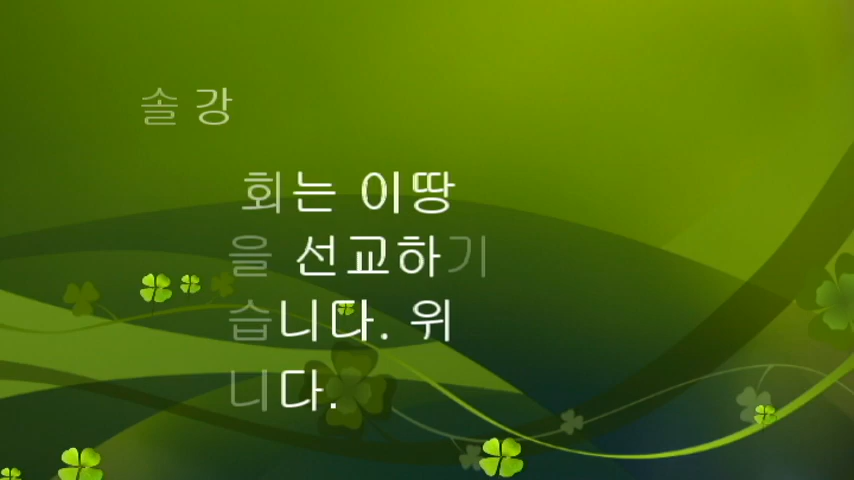 솔 강
회는 이땅
을 선교하기
습니다. 위
니다.